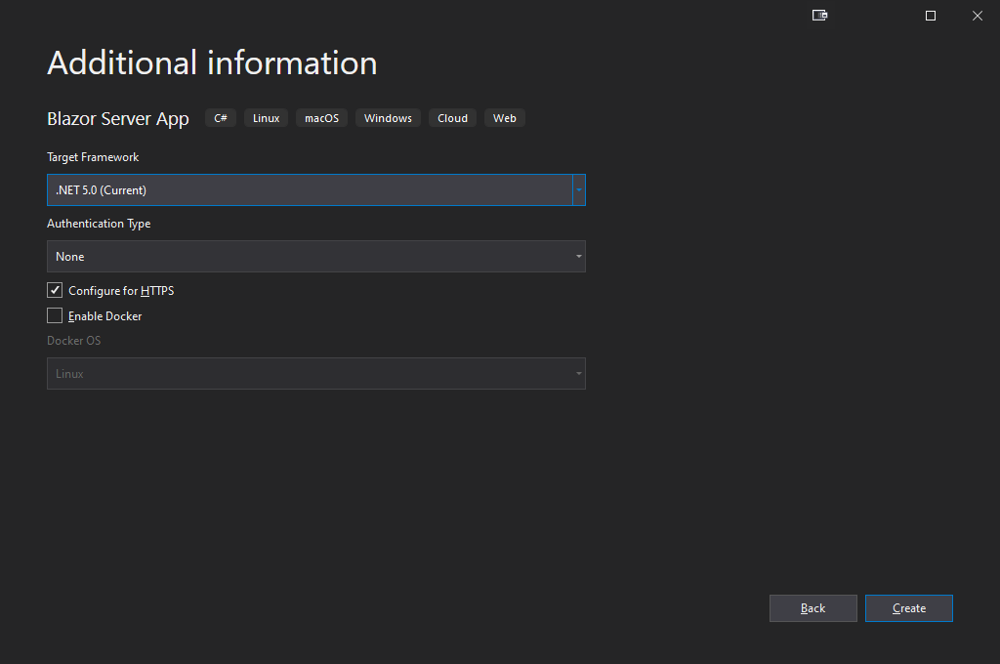 Additional information
Blazor Server App C# Linux macOS Windows Cloud Web
Target Framework
.NET 5.0 (Current)
Authentication Type
None
Configure for HTTPS
Enable Docker
Docker OS
Linux
Back Create